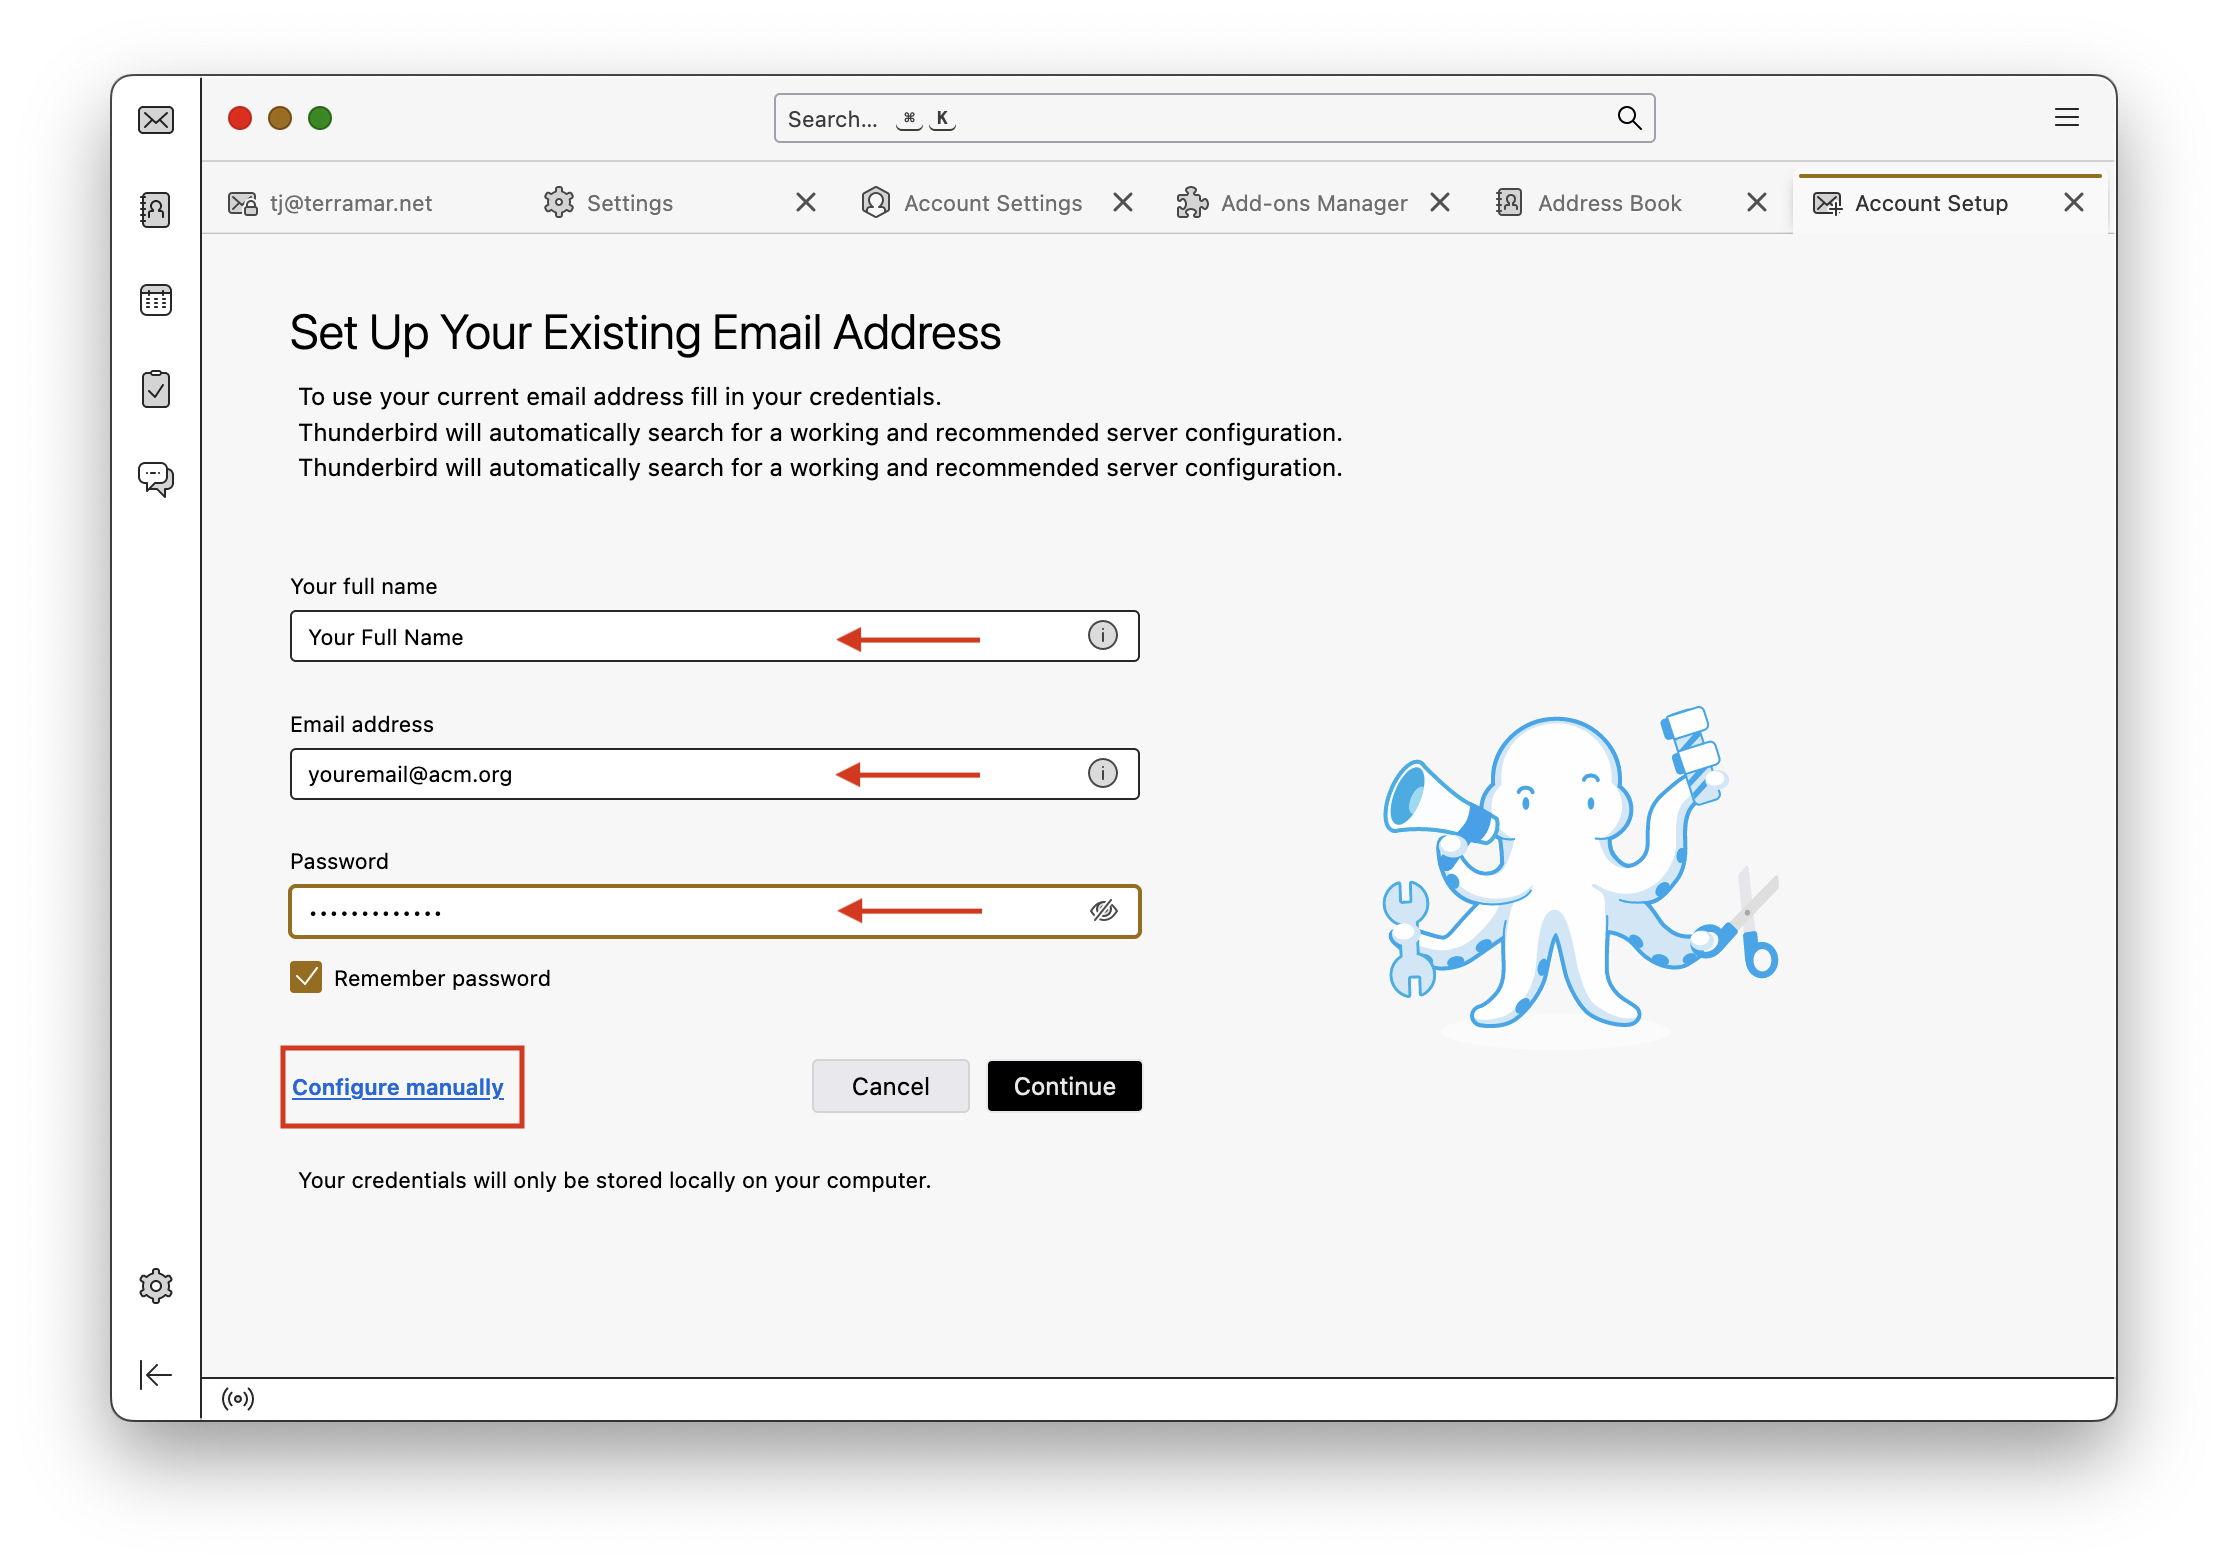 Search... ⌘ K
tj@terramar.net Settings Account Settings Add-ons Manager Address Book Account Setup
Set Up Your Existing Email Address
To use your current email address fill in your credentials.
Thunderbird will automatically search for a working and recommended server configuration.
Thunderbird will automatically search for a working and recommended server configuration.
Your full name
Your Full Name
Email address
youremail@acm.org
Password
•••••••••••••
Remember password
Configure manually Cancel Continue
Your credentials will only be stored locally on your computer.